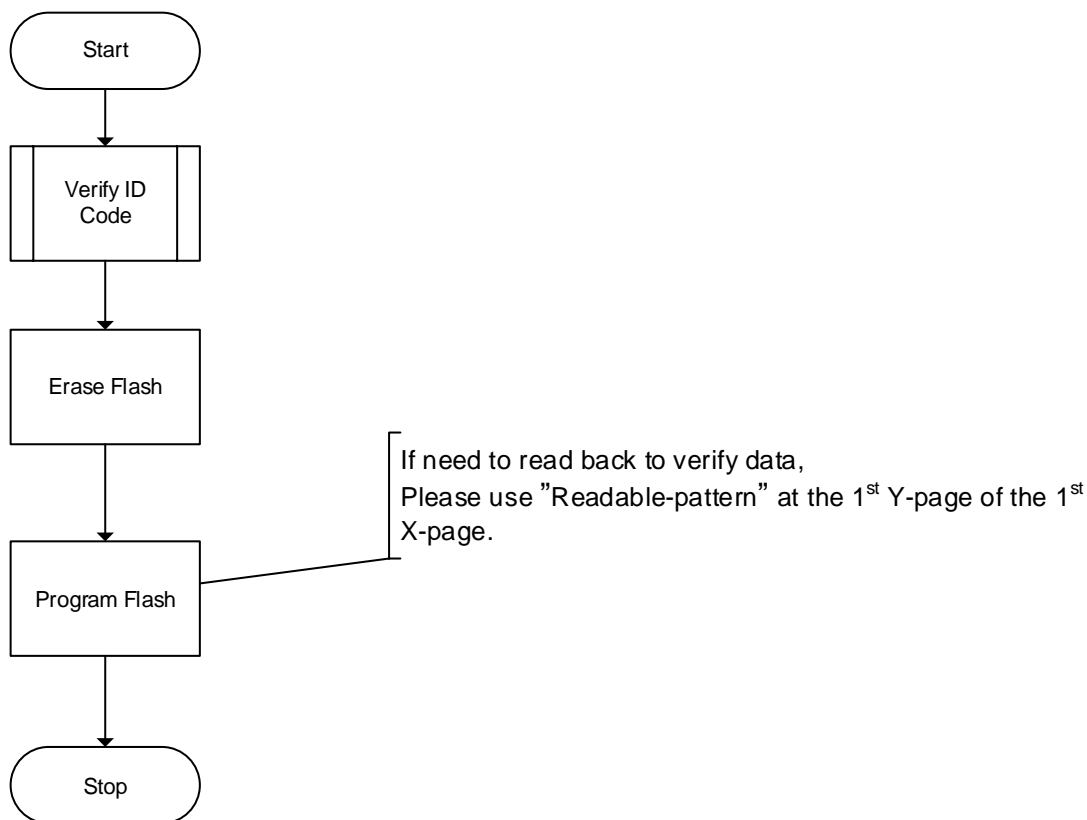 Start
Verify ID
Code
Erase Flash
If need to read back to verify data,
Please use ”Readable-pattern” at the 1st Y-page of the 1st
X-page.
Program Flash
Stop